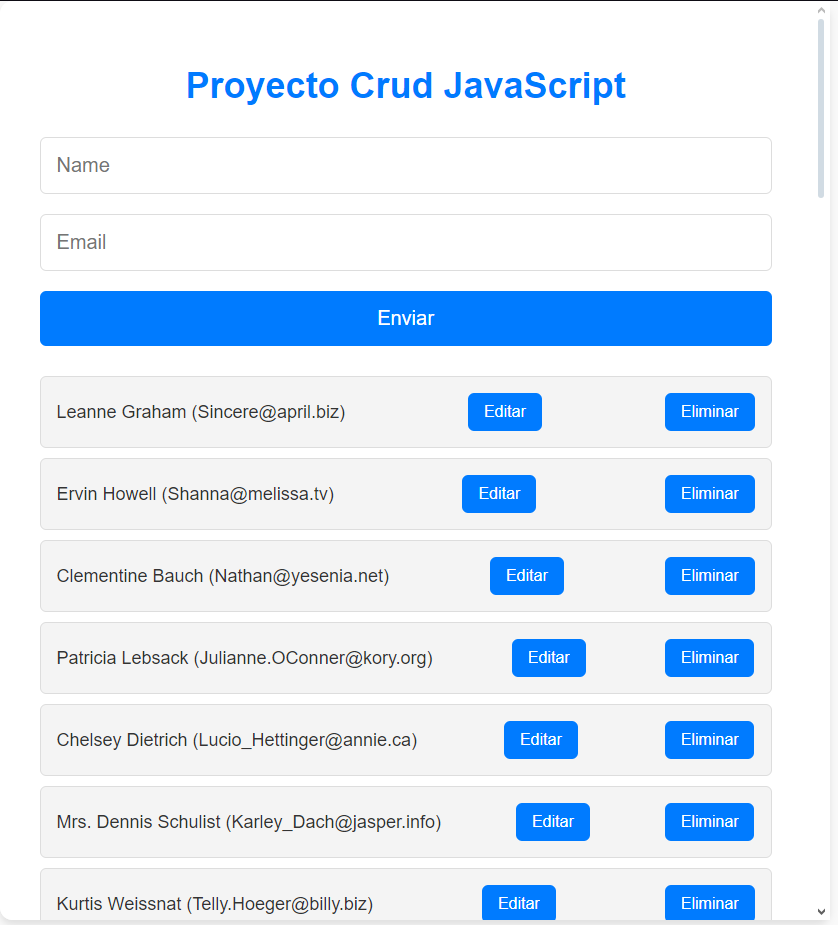 Proyecto Crud JavaScript
Name
Email
Enviar
Leanne Graham (Sincere@april.biz) Editar Eliminar
Ervin Howell (Shanna@melissa.tv) Editar Eliminar
Clementine Bauch (Nathan@yesenia.net) Editar Eliminar
Patricia Lebsack (Julianne.OConner@kory.org) Editar Eliminar
Chelsey Dietrich (Lucio_Hettinger@annie.ca) Editar Eliminar
Mrs. Dennis Schulist (Karley_Dach@jasper.info) Editar Eliminar
Kurtis Weissnat (Telly.Hoeger@billy.biz) Editar Eliminar